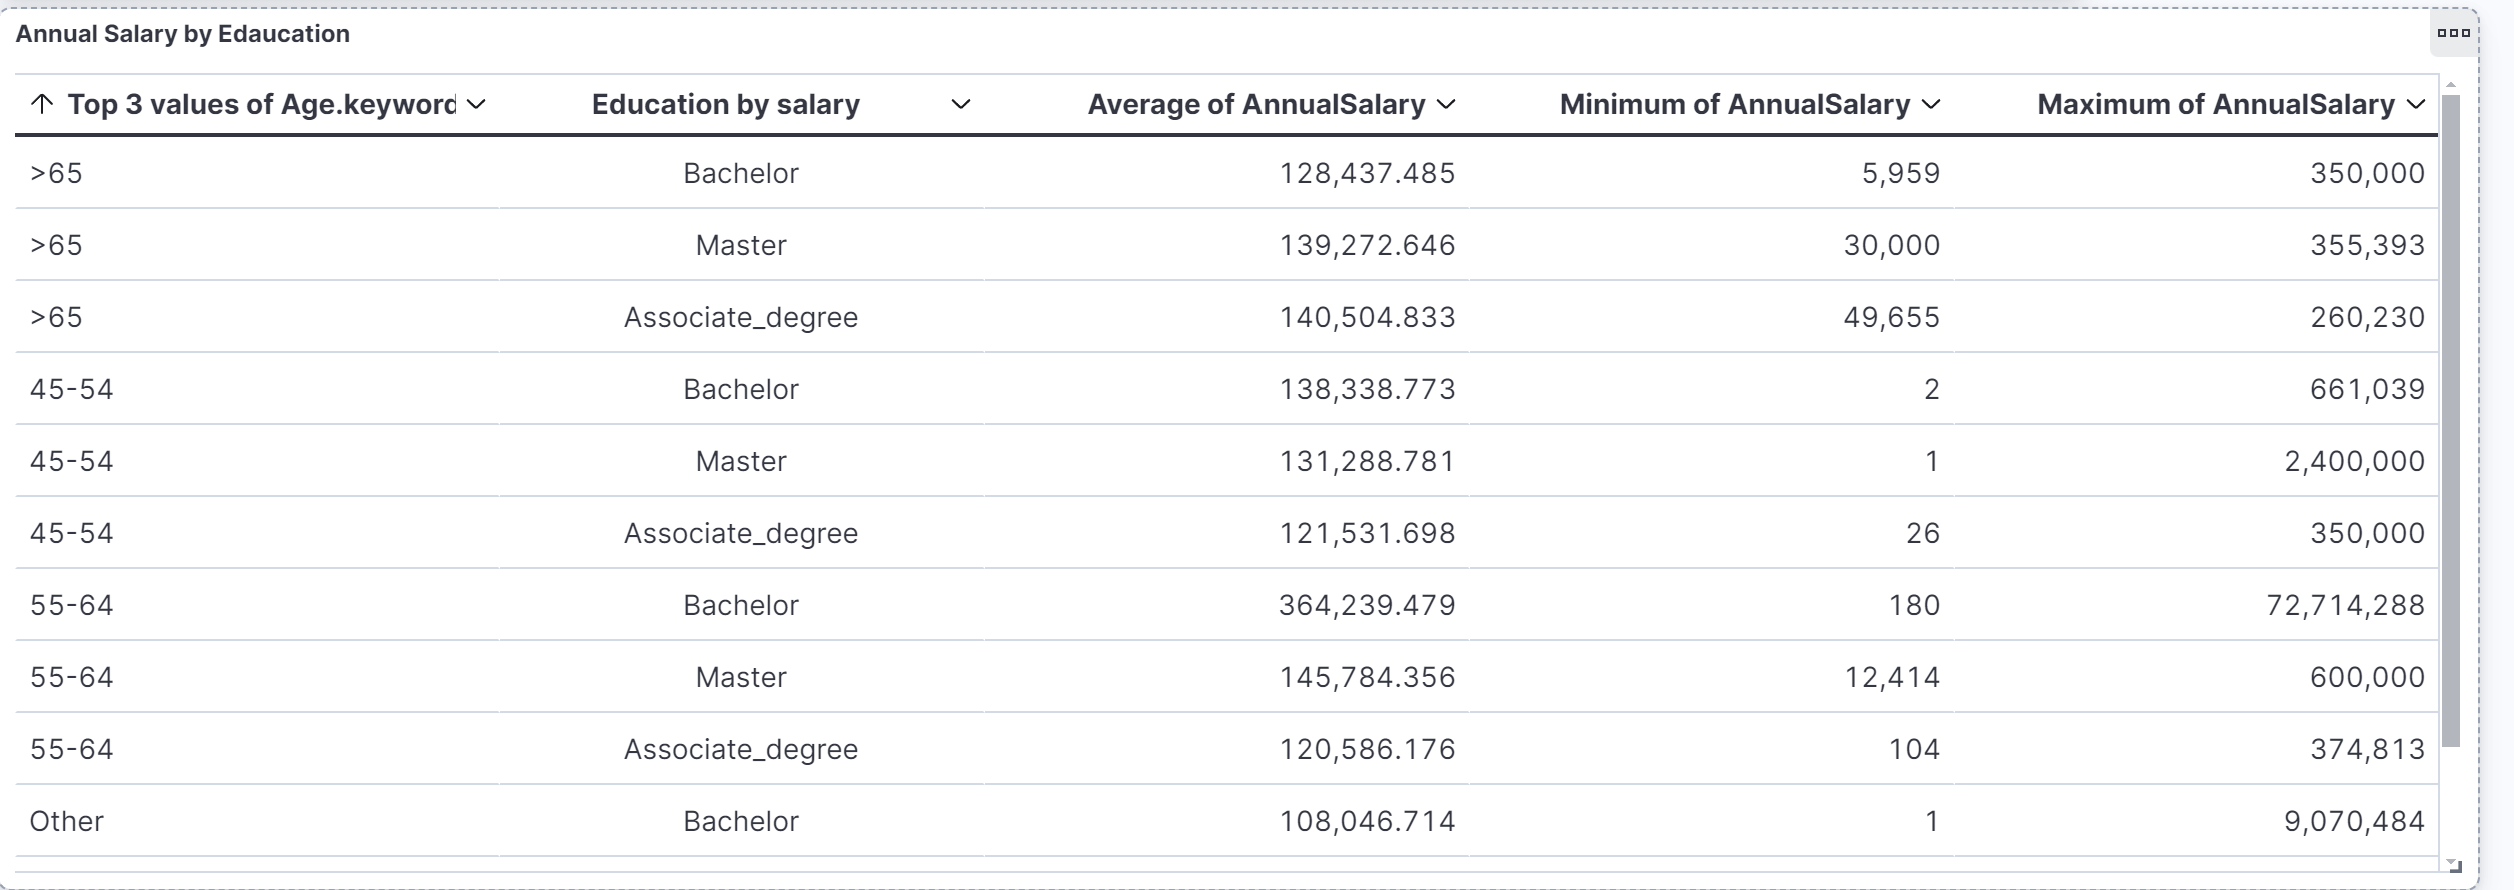 Annual Salary by Edaucation
Top 3 values of Age.keyword Education by salary Average of AnnualSalary Minimum of AnnualSalary Maximum of AnnualSalary
>65 Bachelor 128,437.485 5,959 350,000
>65 Master 139,272.646 30,000 355,393
>65 Associate_degree 140,504.833 49,655 260,230
45-54 Bachelor 138,338.773 2 661,039
45-54 Master 131,288.781 1 2,400,000
45-54 Associate_degree 121,531.698 26 350,000
55-64 Bachelor 364,239.479 180 72,714,288
55-64 Master 145,784.356 12,414 600,000
55-64 Associate_degree 120,586.176 104 374,813
Other Bachelor 108,046.714 1 9,070,484